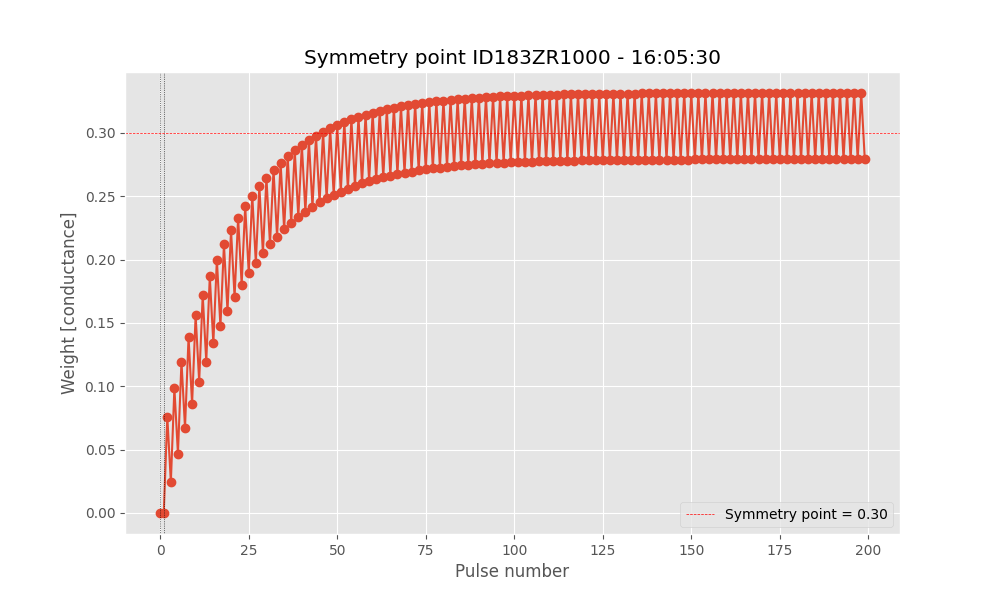 Symmetry point ID183ZR1000 - 16:05:30
Weight [conductance]
0.30
0.25
0.20
0.15
0.10
0.05
0.00
Symmetry point = 0.30
0 25 50 75 100 125 150 175 200
Pulse number